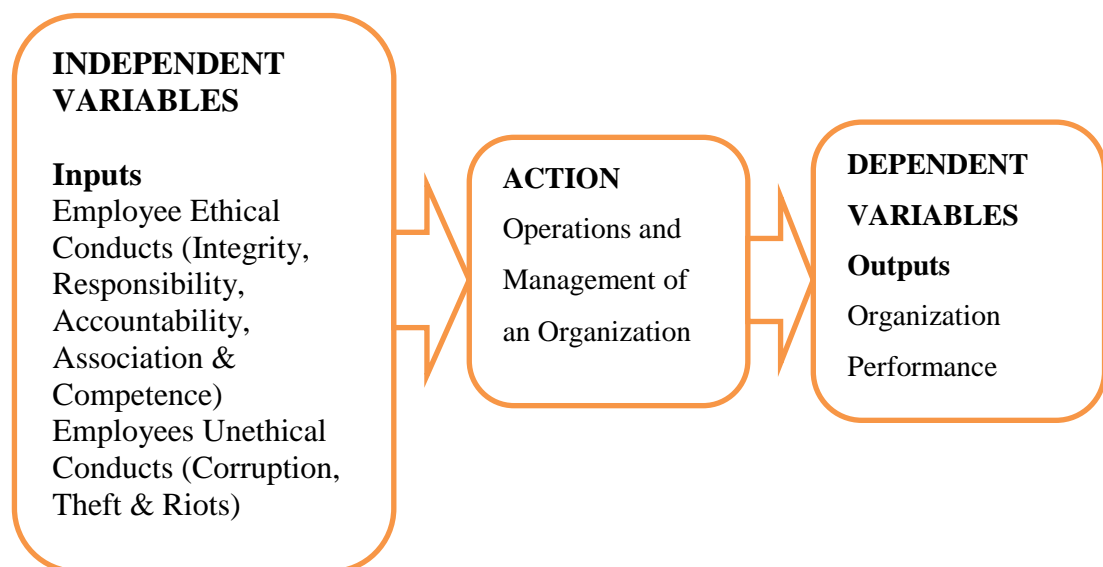 INDEPENDENT
VARIABLES
Inputs
Employee Ethical
Conducts (Integrity,
Responsibility,
Accountability,
Association &
Competence)
Employees Unethical
Conducts (Corruption,
Theft & Riots)
ACTION
Operations and
Management of
an Organization
DEPENDENT
VARIABLES
Outputs
Organization
Performance